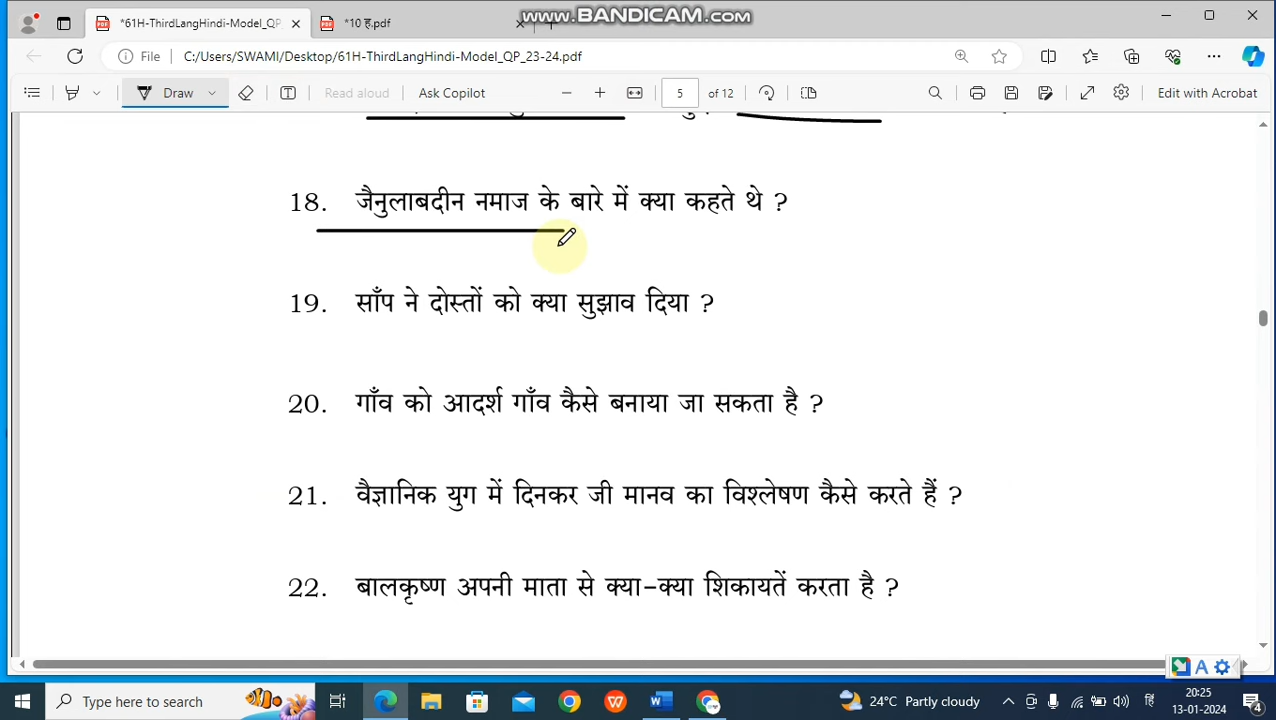 www.BANDICAM.com
*61H-ThirdLangHindi-Model_QP_ *10 ह.pdf
File C:/Users/SWAMI/Desktop/61H-ThirdLangHindi-Model_QP_23-24.pdf
Draw Read aloud Ask Copilot 5 of 12 Edit with Acrobat
18. जैनुलाबदीन नमाज के बारे में क्या कहते थे ?
19. साँप ने दोस्तों को क्या सुझाव दिया ?
20. गाँव को आदर्श गाँव कैसे बनाया जा सकता है ?
21. वैज्ञानिक युग में दिनकर जी मानव का विश्लेषण कैसे करते हैं ?
22. बालकृष्ण अपनी माता से क्या-क्या शिकायतें करता है ?
Type here to search 24°C Partly cloudy हि 20:25
13-01-2024 4